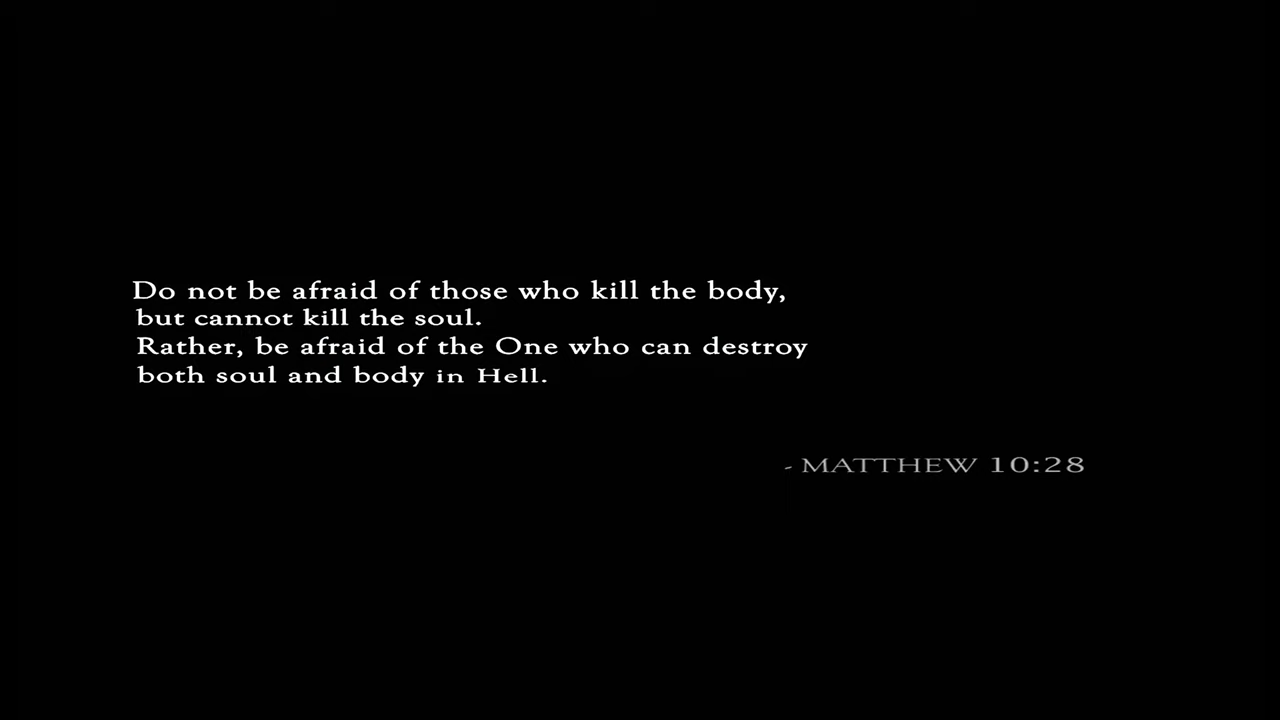 Do not be afraid of those who kill the body,
but cannot kill the soul.
Rather, be afraid of the One who can destroy
both soul and body in Hell.
- MATTHEW 10:28